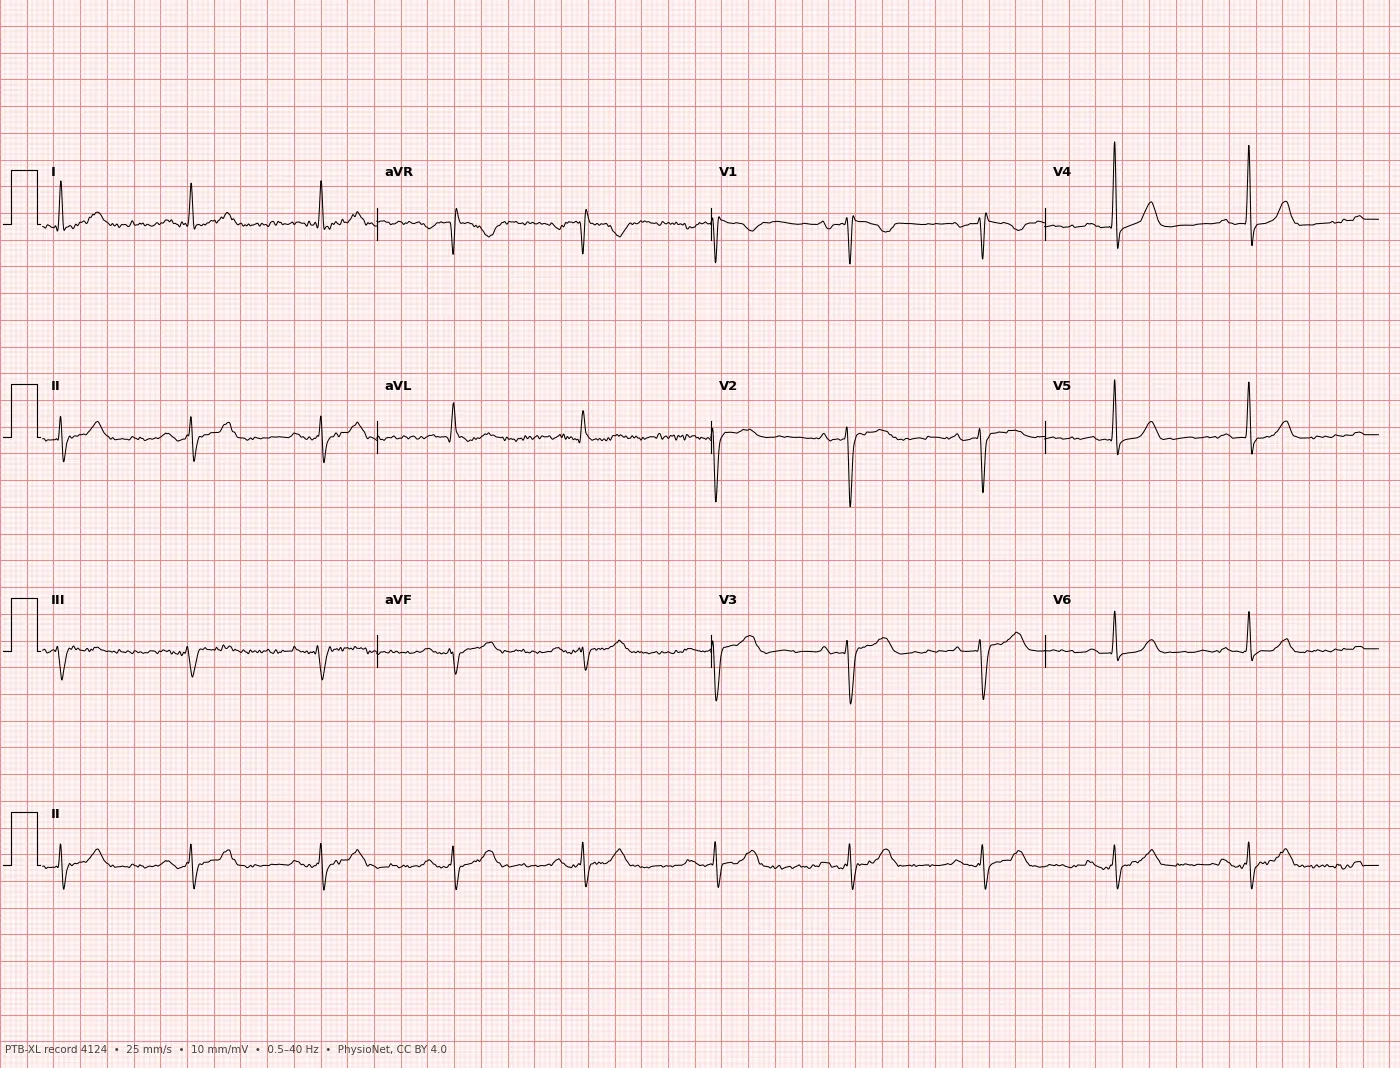 I aVR V1 V4
II aVL V2 V5
III aVF V3 V6
II
PTB-XL record 4124 • 25 mm/s • 10 mm/mV • 0.5–40 Hz • PhysioNet, CC BY 4.0